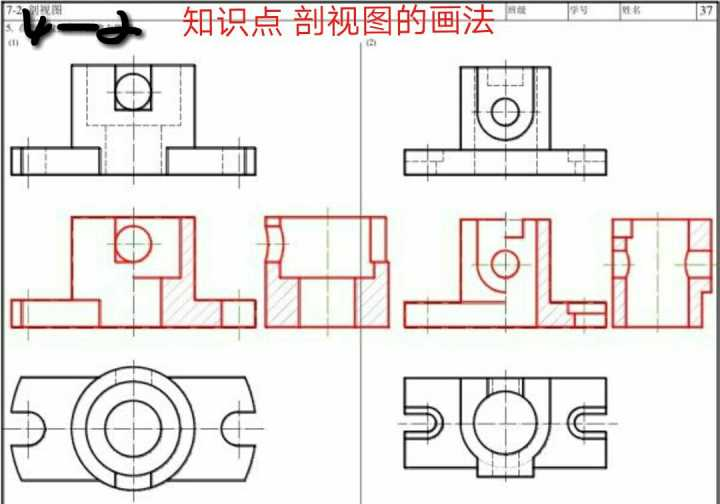 7-2 剖视图
4-2
知识点 剖视图的画法
班级 学号 姓名 37
5.
(1) (2)